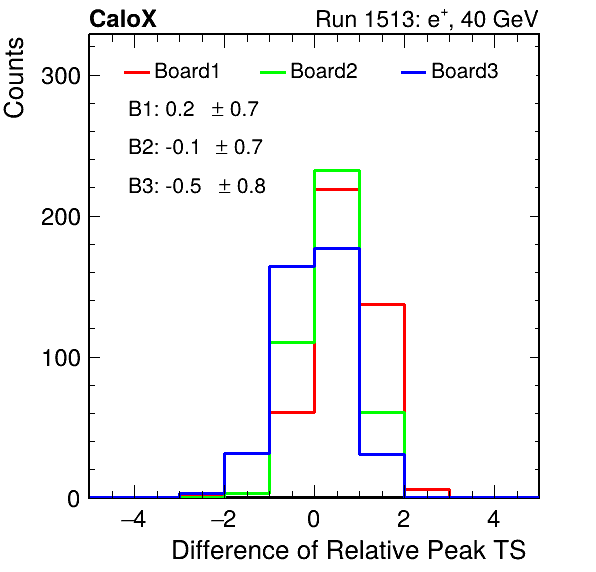 CaloX Run 1513: e⁺, 40 GeV
Counts
Board1 Board2 Board3
B1: 0.2 ± 0.7
B2: -0.1 ± 0.7
B3: -0.5 ± 0.8
300
200
100
0
−4 −2 0 2 4
Difference of Relative Peak TS